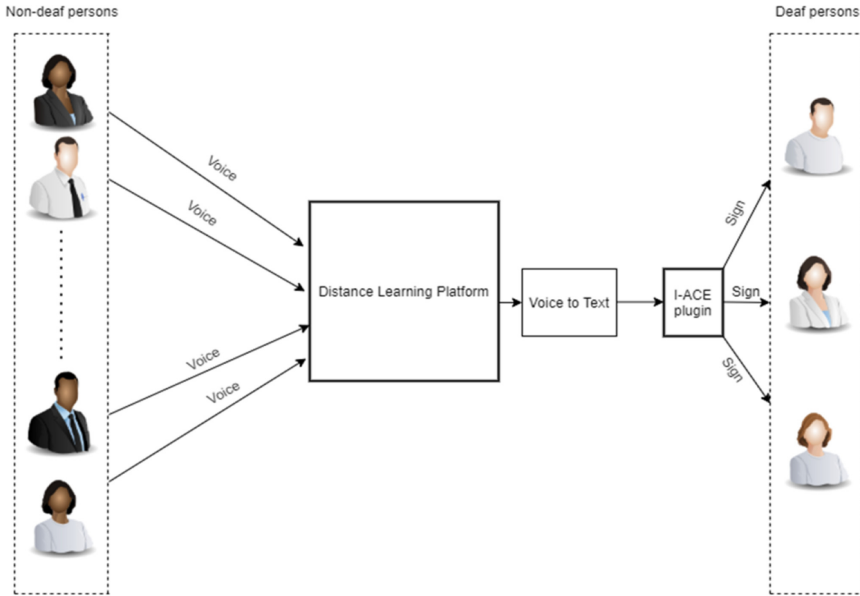 Non-deaf persons
Deaf persons
Voice
Voice
Voice
Voice
Distance Learning Platform
Voice to Text
I-ACE
plugin
Sign
Sign
Sign